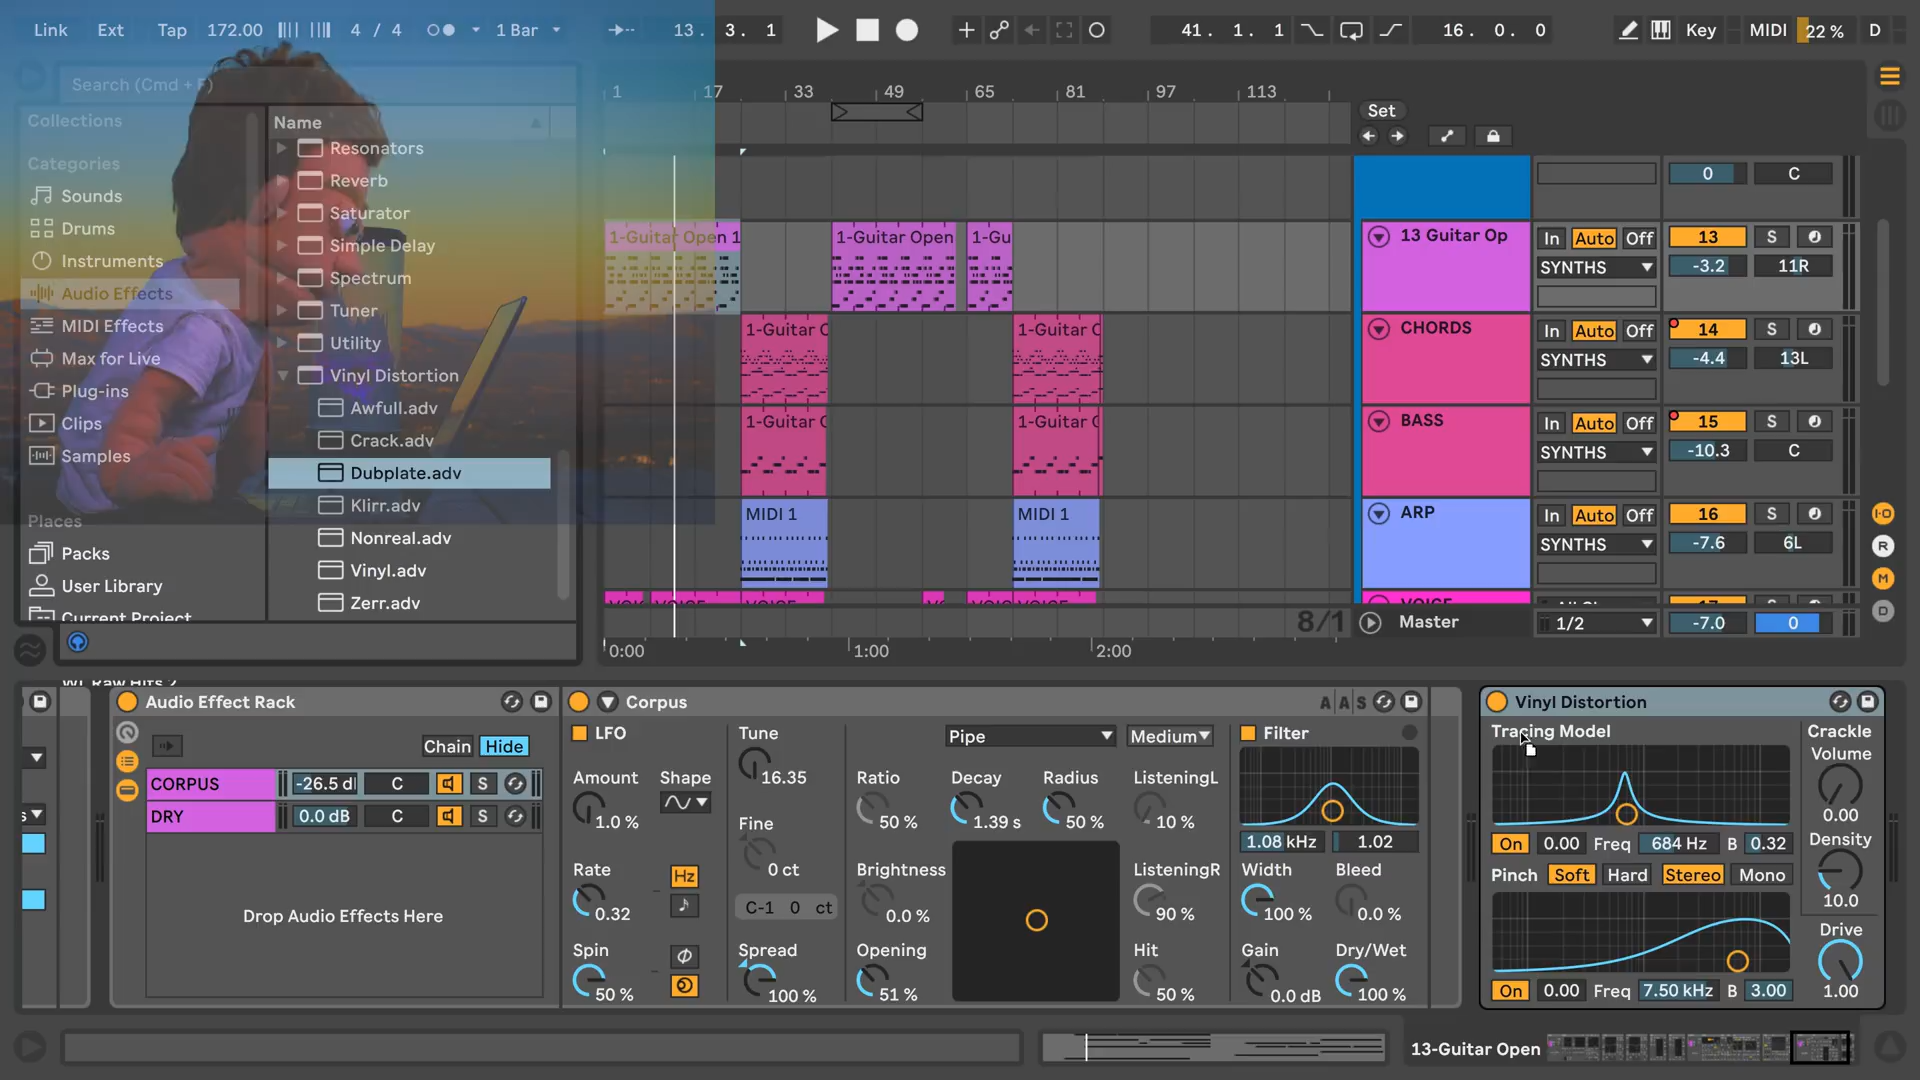 Link Ext Tap 172.00 4 / 4 1 Bar 13. 3. 1 41. 1. 1 16. 0. 0 Key MIDI 22 % D
Search (Cmd + F)
Collections
Categories
Sounds
Drums
Instruments
Audio Effects
MIDI Effects
Max for Live
Plug-ins
Clips
Samples
Places
Packs
User Library
Current Project
Name
Resonators
Reverb
Saturator
Simple Delay
Spectrum
Tuner
Utility
Vinyl Distortion
Awfull.adv
Crack.adv
Dubplate.adv
Klirr.adv
Nonreal.adv
Vinyl.adv
Zerr.adv
1 17 33 49 65 81 97 113
Set
0 C
1-Guitar Open 1 1-Guitar Open 1-Gu
13 Guitar Op In Auto Off 13 S
SYNTHS -3.2 11R
1-Guitar C 1-Guitar C
CHORDS In Auto Off 14 S
SYNTHS -4.4 13L
1-Guitar C 1-Guitar C
BASS In Auto Off 15 S
SYNTHS -10.3 C
MIDI 1 MIDI 1
ARP In Auto Off 16 S
SYNTHS -7.6 6L
I·O
R
M
D
VOICE
8/1 Master 1/2 -7.0 0
0:00 1:00 2:00
Audio Effect Rack
Chain Hide
CORPUS -26.5 d C S
DRY 0.0 dB C S
Drop Audio Effects Here
Corpus A A S
LFO
Amount Shape
1.0 %
Rate Hz
0.32
Spin
50 %
Tune
16.35
Fine
0 ct
C-1 0 ct
Spread
100 %
Pipe Medium
Ratio Decay Radius ListeningL
50 % 1.39 s 50 % 10 %
Brightness ListeningR
0.0 % 90 %
Opening Hit
51 % 50 %
Filter
1.08 kHz 1.02
Width Bleed
100 % 0.0 %
Gain Dry/Wet
0.0 dB 100 %
Vinyl Distortion
Tracing Model
On 0.00 Freq 684 Hz B 0.32
Pinch Soft Hard Stereo Mono
On 0.00 Freq 7.50 kHz B 3.00
Crackle
Volume
0.00
Density
10.0
Drive
1.00
13-Guitar Open